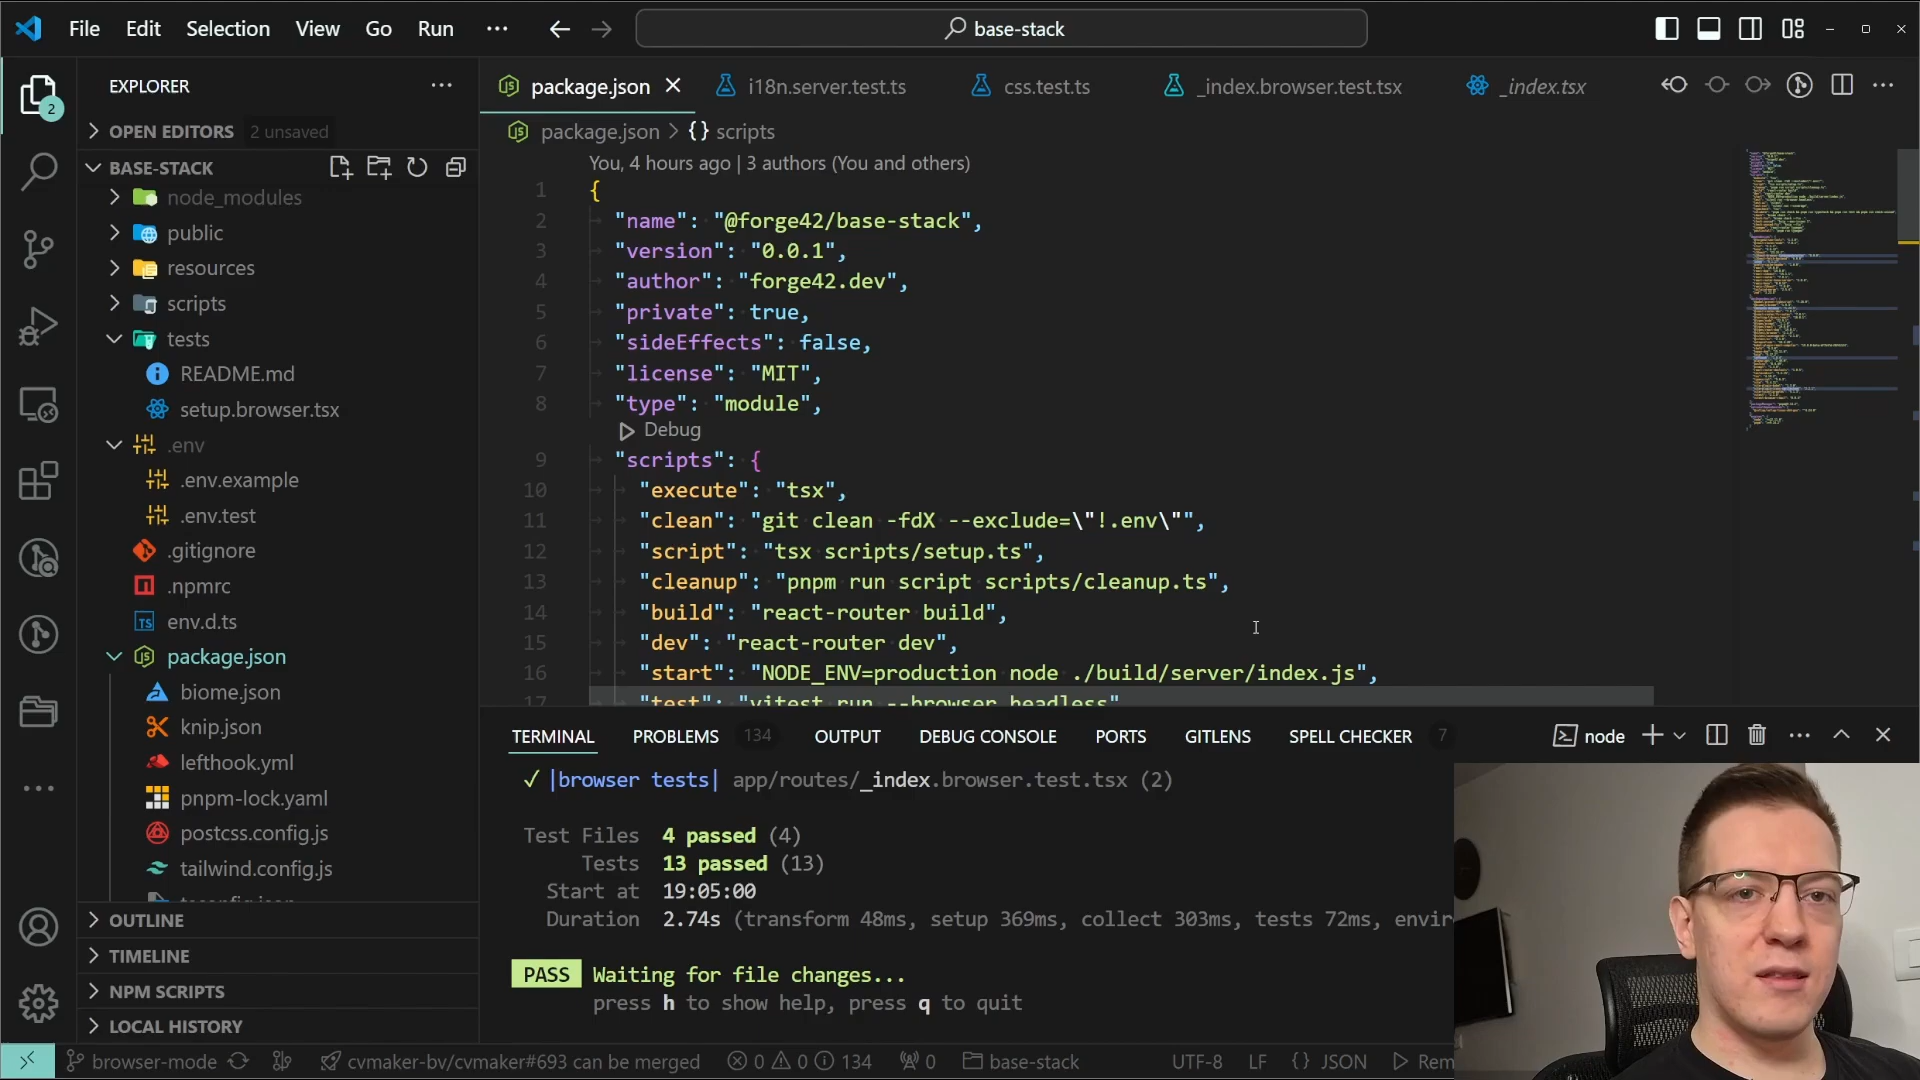 File Edit Selection View Go Run ··· base-stack
EXPLORER ···
2
OPEN EDITORS 2 unsaved
BASE-STACK
node_modules
public
resources
scripts
tests
README.md
setup.browser.tsx
.env
.env.example
.env.test
.gitignore
.npmrc
env.d.ts
package.json
biome.json
knip.json
lefthook.yml
pnpm-lock.yaml
postcss.config.js
tailwind.config.js
OUTLINE
TIMELINE
NPM SCRIPTS
LOCAL HISTORY
package.json i18n.server.test.ts css.test.ts _index.browser.test.tsx _index.tsx
package.json > {} scripts
You, 4 hours ago | 3 authors (You and others)
1 {
2 "name": "@forge42/base-stack",
3 "version": "0.0.1",
4 "author": "forge42.dev",
5 "private": true,
6 "sideEffects": false,
7 "license": "MIT",
8 "type": "module",
Debug
9 "scripts": {
10 "execute": "tsx",
11 "clean": "git clean -fdX --exclude=\"!.env\"",
12 "script": "tsx scripts/setup.ts",
13 "cleanup": "pnpm run script scripts/cleanup.ts",
14 "build": "react-router build",
15 "dev": "react-router dev",
16 "start": "NODE_ENV=production node ./build/server/index.js",
17 "test": "vitest run --browser.headless"
TERMINAL PROBLEMS 134 OUTPUT DEBUG CONSOLE PORTS GITLENS SPELL CHECKER 7 node
✓ |browser tests| app/routes/_index.browser.test.tsx (2)
Test Files 4 passed (4)
Tests 13 passed (13)
Start at 19:05:00
Duration 2.74s (transform 48ms, setup 369ms, collect 303ms, tests 72ms,
PASS Waiting for file changes...
press h to show help, press q to quit
browser-mode cvmaker-bv/cvmaker#693 can be merged 0 0 134 0 base-stack UTF-8 LF {} JSON